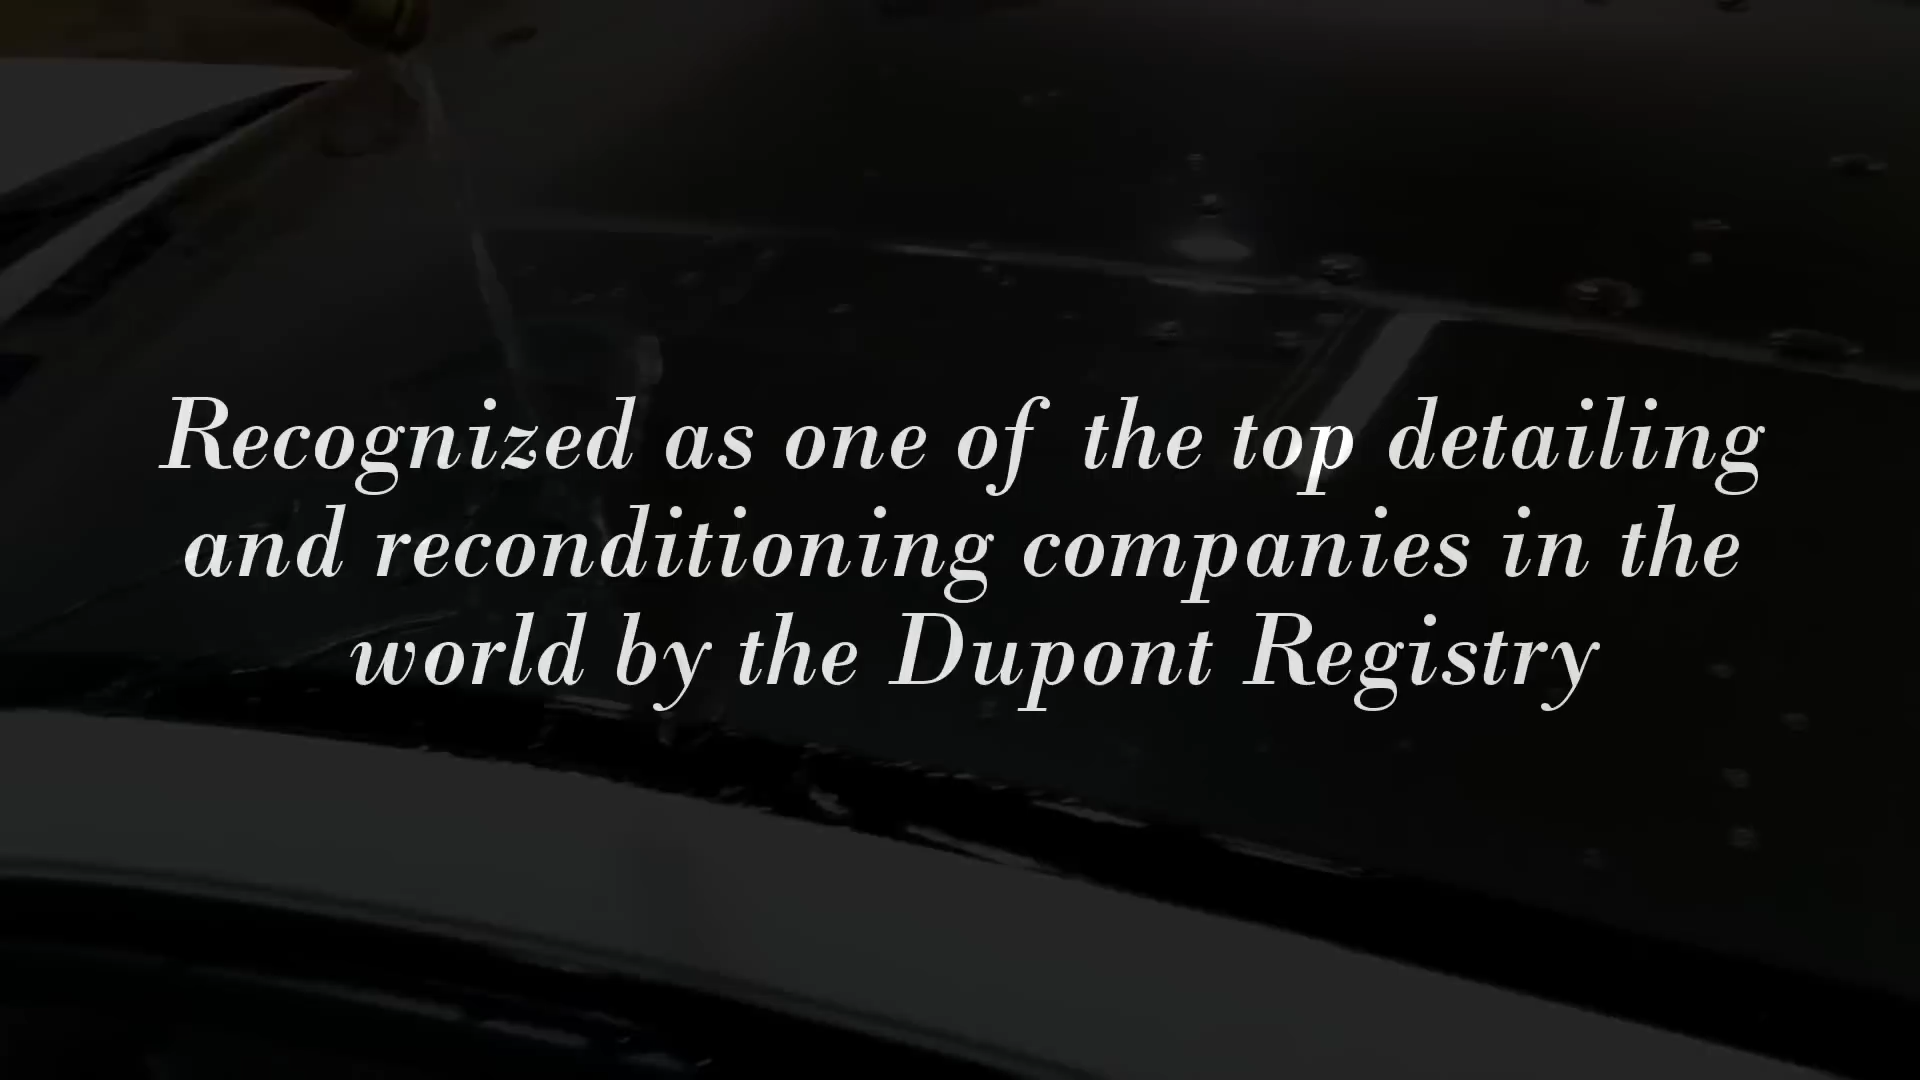 Recognized as one of the top detailing
and reconditioning companies in the
world by the Dupont Registry